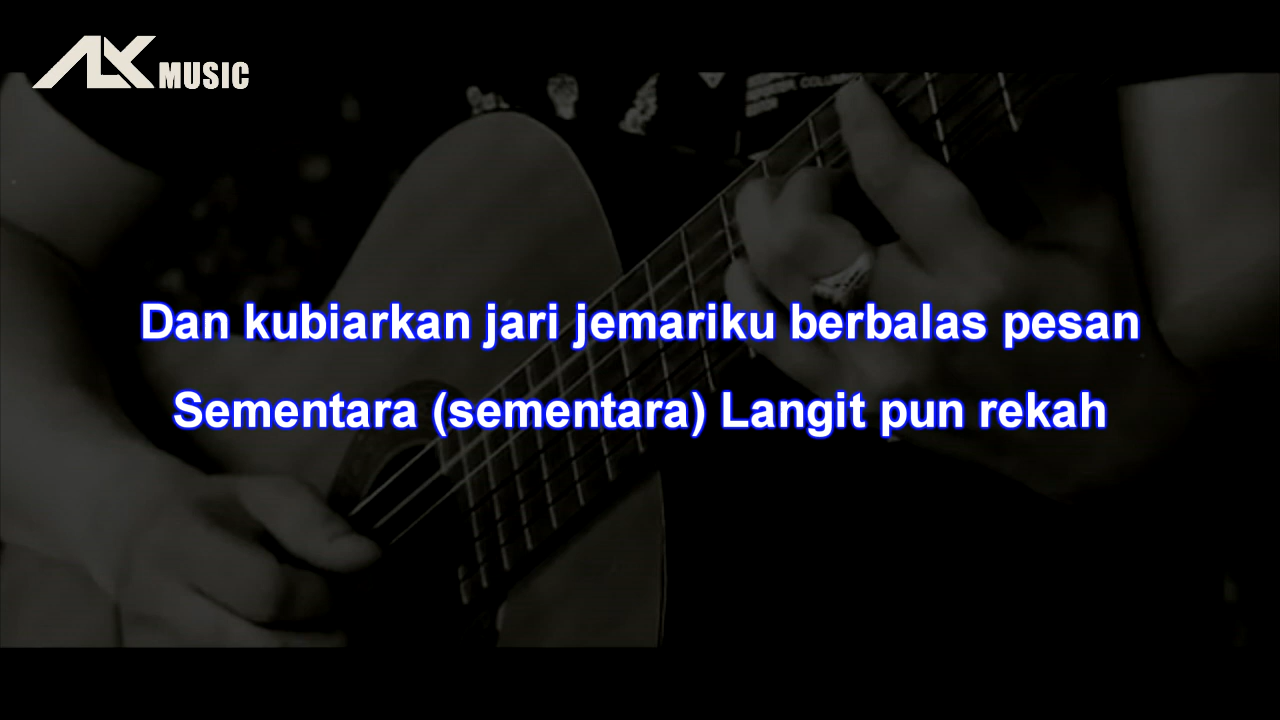 ALK MUSIC
Dan kubiarkan jari jemariku berbalas pesan
Sementara (sementara) Langit pun rekah